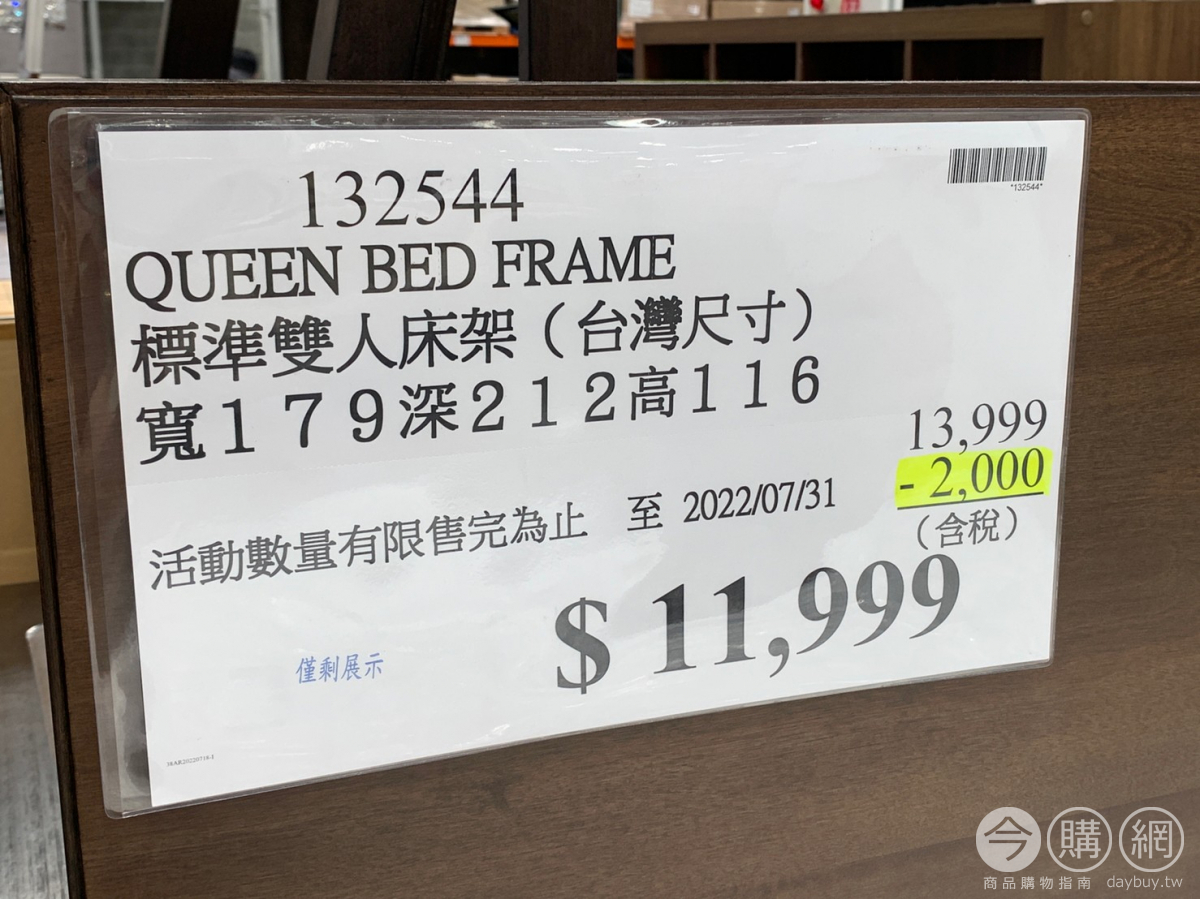 *132544*
132544
QUEEN BED FRAME
標準雙人床架（台灣尺寸）
寬１７９深２１２高１１６
13,999
- 2,000
（含稅）
活動數量有限售完為止 至 2022/07/31
$ 11,999
僅剩展示
今購網
商品購物指南 daybuy.tw